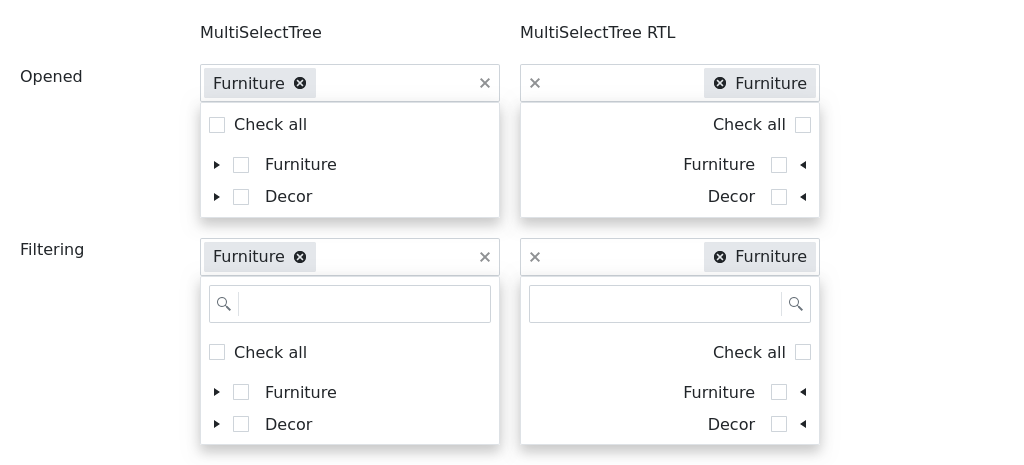 MultiSelectTree MultiSelectTree RTL
Opened Furniture Furniture
Check all Check all
Furniture Furniture
Decor Decor
Filtering Furniture Furniture
Check all Check all
Furniture Furniture
Decor Decor